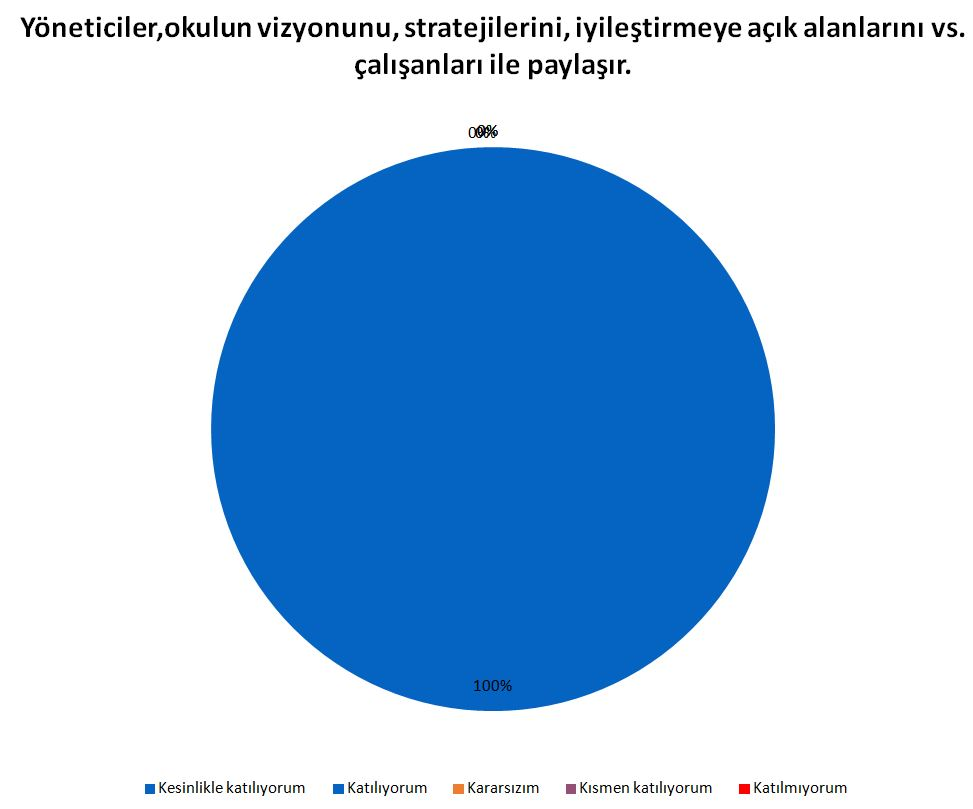 Yöneticiler,okulun vizyonunu, stratejilerini, iyileştirmeye açık alanlarını vs.
çalışanları ile paylaşır.
0%
100%
Kesinlikle katılıyorum Katılıyorum Kararsızım Kısmen katılıyorum Katılmıyorum